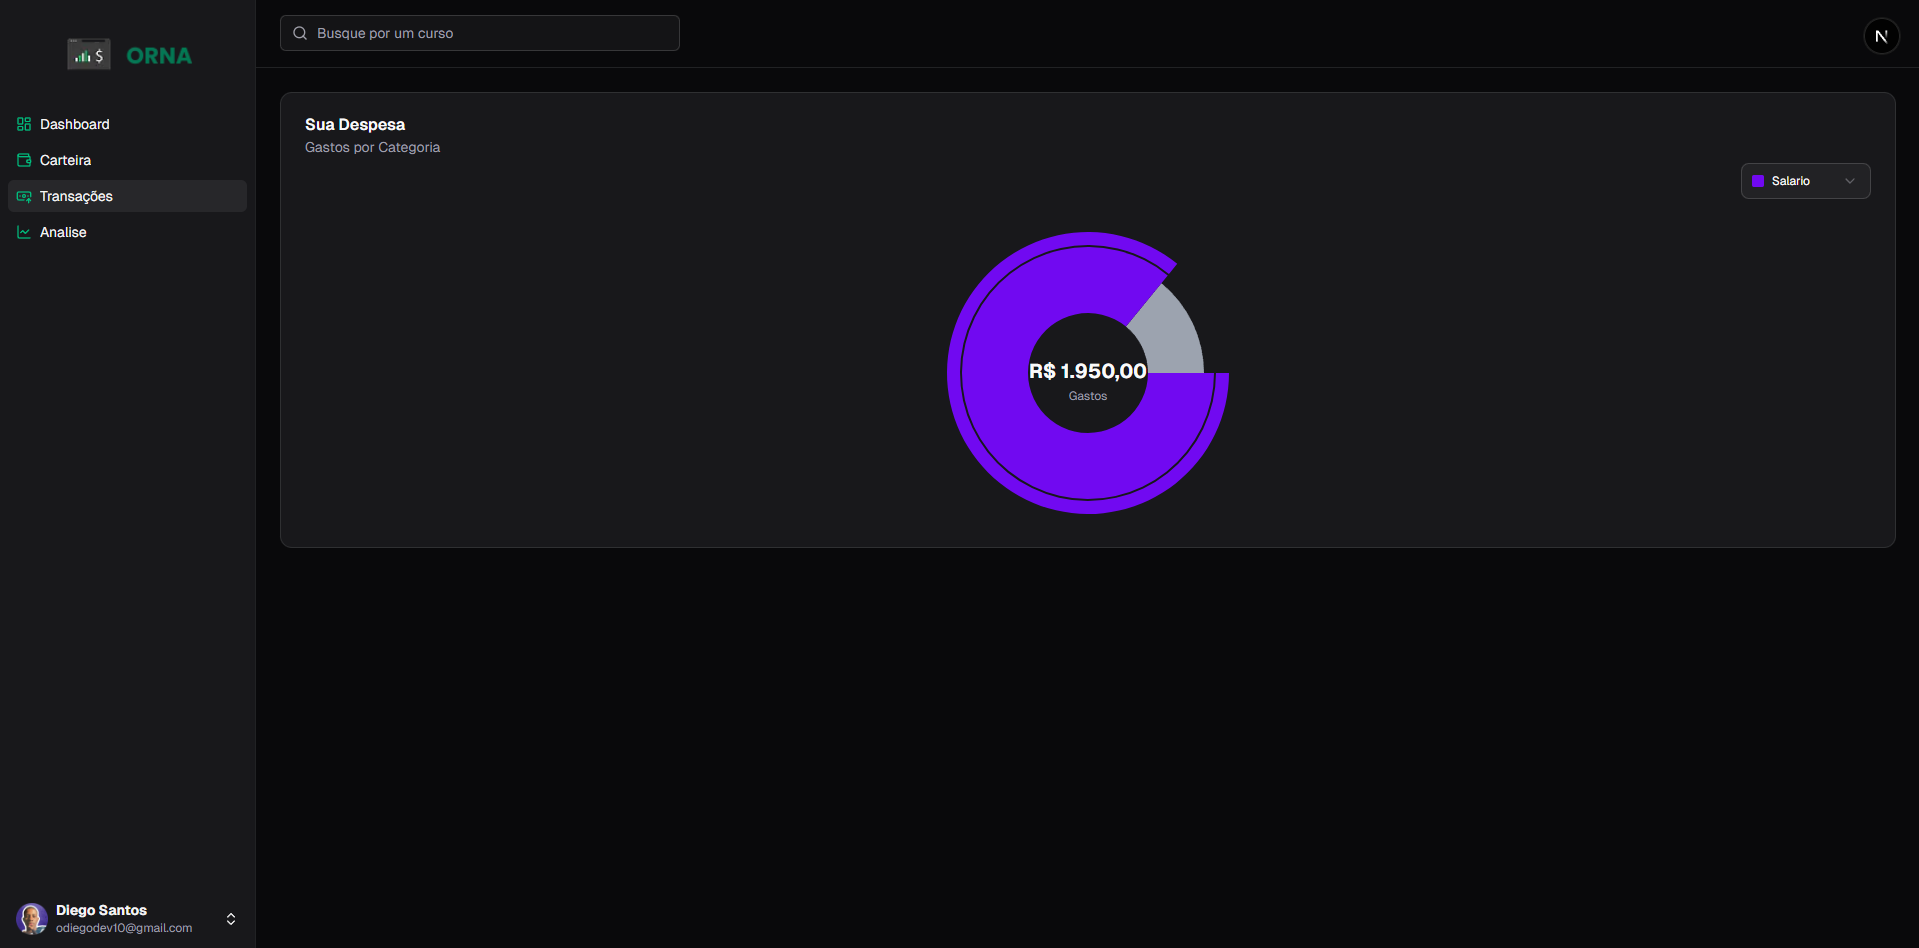 $ ORNA
Busque por um curso
N
Dashboard
Carteira
Transações
Analise
Sua Despesa
Gastos por Categoria
Salario
R$ 1.950,00
Gastos
Diego Santos
odiegodev10@gmail.com